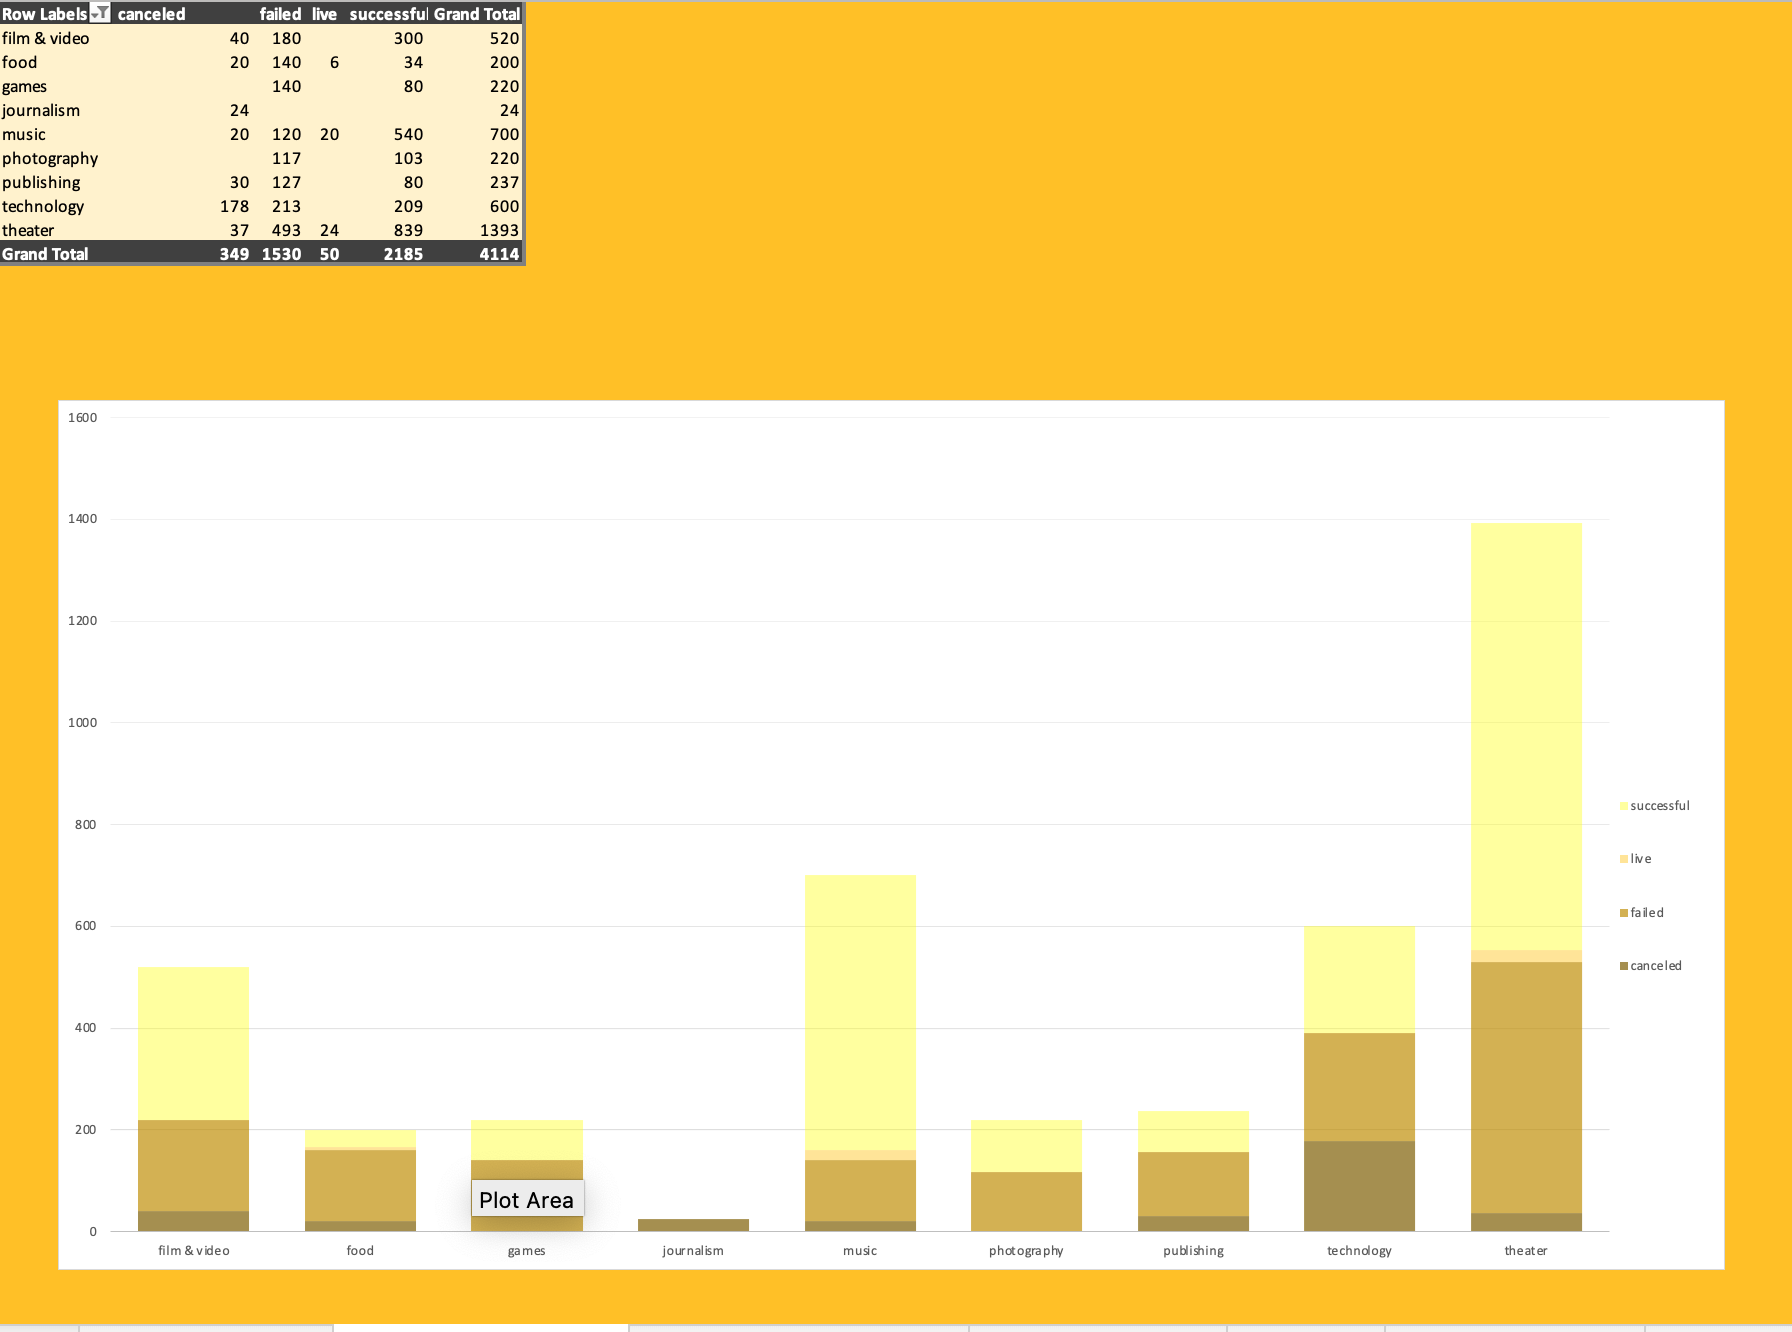 Row Labels canceled failed live successful Grand Total
film & video 40 180 300 520
food 20 140 6 34 200
games 140 80 220
journalism 24 24
music 20 120 20 540 700
photography 117 103 220
publishing 30 127 80 237
technology 178 213 209 600
theater 37 493 24 839 1393
Grand Total 349 1530 50 2185 4114
1600
1400
1200
1000
800
600
400
200
0
successful
live
failed
canceled
Plot Area
film & video food games journalism music photography publishing technology theater